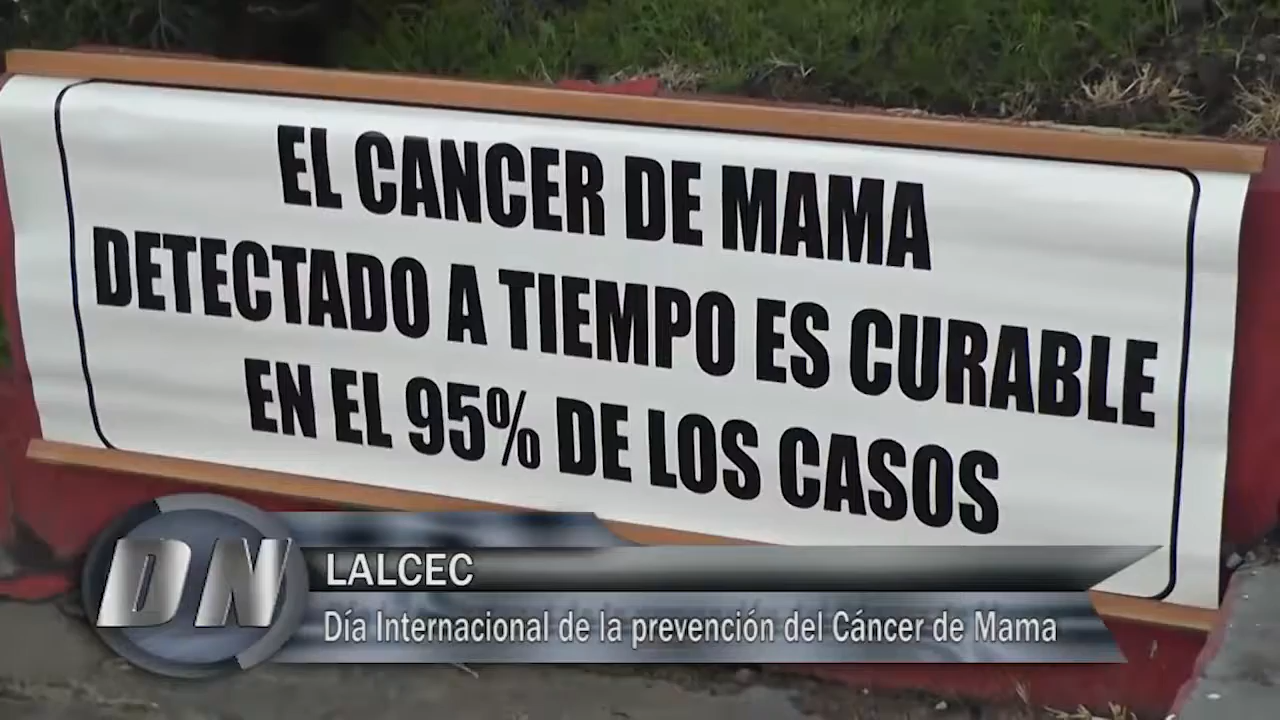 EL CANCER DE MAMA
DETECTADO A TIEMPO ES CURABLE
EN EL 95% DE LOS CASOS
DN
LALCEC
Día Internacional de la prevención del Cáncer de Mama